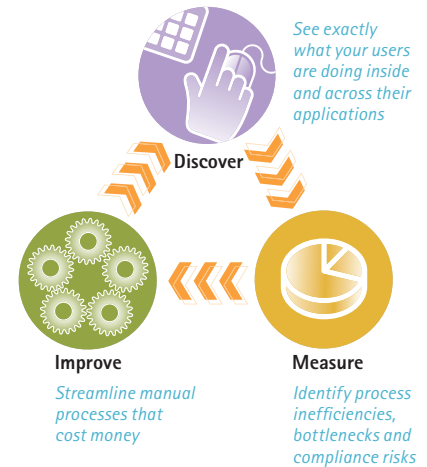 See exactly
what your users
are doing inside
and across their
applications
Discover
Improve
Streamline manual
processes that
cost money
Measure
Identify process
inefficiencies,
bottlenecks and
compliance risks